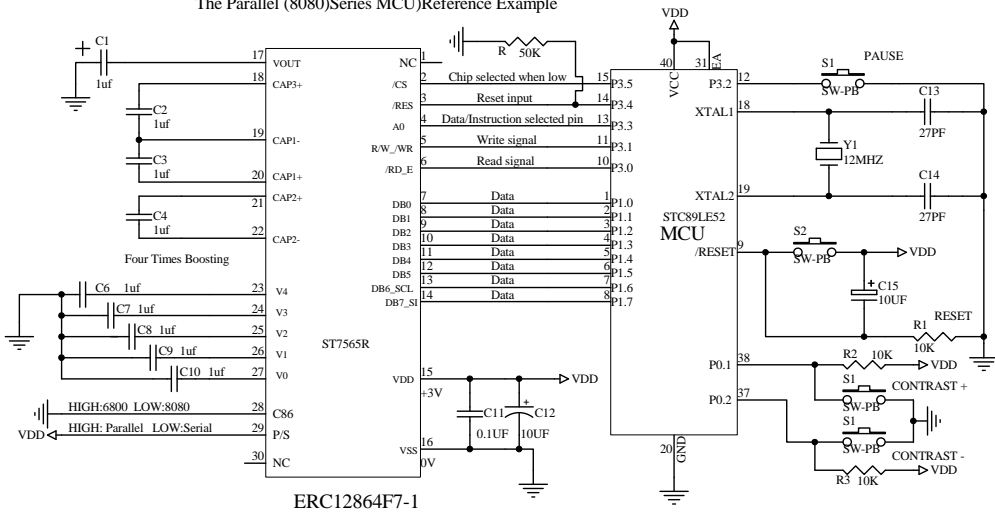 The Parallel (8080)Series MCU)Reference Example
C1
1uf
17 VOUT
18 CAP3+
C2
1uf
19 CAP1-
C3
1uf
20 CAP1+
21 CAP2+
C4
1uf
22 CAP2-
Four Times Boosting
C6 1uf 23 V4
C7 1uf 24 V3
C8 1uf 25 V2
C9 1uf 26 V1
C10 1uf 27 V0
HIGH:6800 LOW:8080 28 C86
VDD HIGH: Parallel LOW:Serial 29 P/S
30 NC
ST7565R
ERC12864F7-1
NC 1
/CS 2 Chip selected when low 15 P3.5
/RES 3 Reset input 14 P3.4
A0 4 Data/Instruction selected pin 13 P3.3
R/W_/WR 5 Write signal 11 P3.1
/RD_E 6 Read signal 10 P3.0
DB0 7 Data 1 P1.0
DB1 8 Data 2 P1.1
DB2 9 Data 3 P1.2
DB3 10 Data 4 P1.3
DB4 11 Data 5 P1.4
DB5 12 Data 6 P1.5
DB6_SCL 13 Data 7 P1.6
DB7_SI 14 Data 8 P1.7
R 50K
VDD 15 VDD
+3V
C11
0.1UF
+
C12
10UF
VSS 16
0V
VDD
40 VCC
31 EA
STC89LE52
MCU
20 GND
P3.2 12
S1 PAUSE
SW-PB
XTAL1 18
C13
27PF
Y1
12MHZ
XTAL2 19
C14
27PF
/RESET 9
S2
SW-PB
VDD
+
C15
10UF
RESET
R1
10K
P0.1 38
R2 10K VDD
S1 CONTRAST +
SW-PB
P0.2 37
S1
SW-PB
CONTRAST -
R3 10K VDD